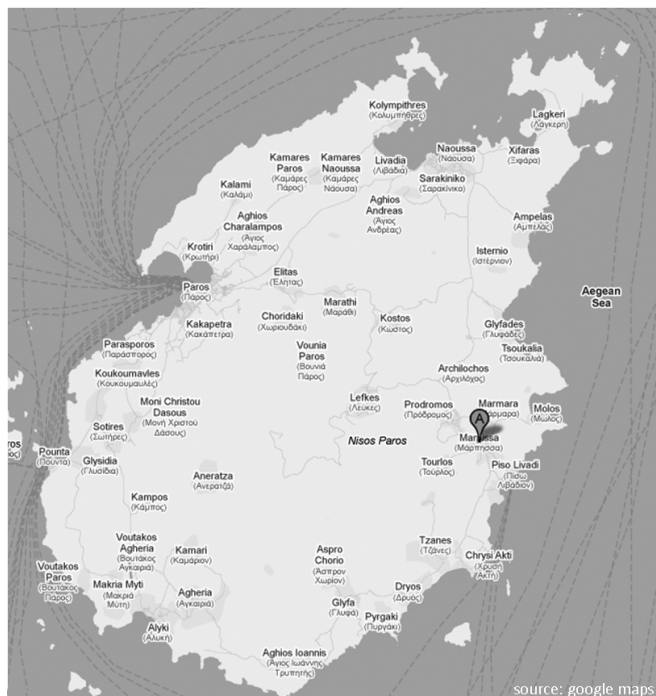 Kolympithres
(Κολυμπήθρες)
Lagkeri
(Λάγκερη)
Naoussa
(Νάουσα)
Xifaras
(Ξιφάρα)
Kamares
Paros
(Καμάρες
Πάρος)
Kamares
Naoussa
(Καμάρες
Νάουσα)
Livadia
(Λιβάδια)
Sarakiniko
(Σαρακίνικο)
Kalami
(Καλάμι)
Aghios
Andreas
(Άγιος
Ανδρέας)
Aghios
Charalampos
(Άγιος
Χαράλαμπος)
Ampelas
(Αμπελάς)
Krotiri
(Κρωτήρι)
Isternio
(Ιστέρνιον)
Elitas
(Έλητας)
Paros
(Πάρος)
Aegean
Sea
Marathi
(Μαράθι)
Choridaki
(Χωριουδάκι)
Kostos
(Κώστος)
Kakapetra
(Κακάπετρα)
Glyfades
(Γλυφάδες)
Parasporos
(Παράσπορος)
Vounia
Paros
(Βουνιά
Πάρος)
Tsoukalia
(Τσουκαλιά)
Koukoumavles
(Κουκουμαυλές)
Archilochos
(Αρχιλόχος)
Moni Christou
Dasous
(Μονή Χριστού
Δάσους)
Lefkes
(Λεύκες)
Prodromos
(Πρόδρομος)
Marmara
Molos
(Μώλος)
A
Sotires
(Σωτήρες)
Nisos Paros
(Μάρπησσα)
Pounta
(Πούντα)
Glysidia
(Γλυσίδια)
Tourlos
(Τούρλος)
Piso Livadi
(Πίσω
Λιβάδιον)
Aneratza
(Ανερατζά)
Kampos
(Κάμπος)
Voutakos
Agheria
(Βουτάκος
Αγκαιριά)
Kamari
(Καμάριον)
Aspro
Chorio
(Άσπρον
Χωρίον)
Tzanes
(Τζάνες)
Chrysi Akti
(Χρυσή
Ακτή)
Voutakos
Paros
(Βουτάκος
Πάρος)
Makria Myti
(Μακριά
Μύτη)
Agheria
(Αγκαιριά)
Dryos
(Δρυός)
Glyfa
(Γλυφά)
Pyrgaki
(Πυργάκι)
Alyki
(Αλυκή)
Aghios Ioannis
(Άγιος Ιωάννης
Τρυπητής)
source: google maps